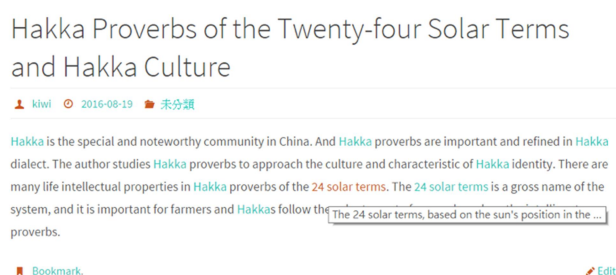 Hakka Proverbs of the Twenty-four Solar Terms
and Hakka Culture
kiwi 2016-08-19 未分類
Hakka is the special and noteworthy community in China. And Hakka proverbs are important and refined in Hakka
dialect. The author studies Hakka proverbs to approach the culture and characteristic of Hakka identity. There are
many life intellectual properties in Hakka proverbs of the 24 solar terms. The 24 solar terms is a gross name of the
system, and it is important for farmers and Hakkas follow the
The 24 solar terms, based on the sun's position in the ...
proverbs.
Bookmark. Edit